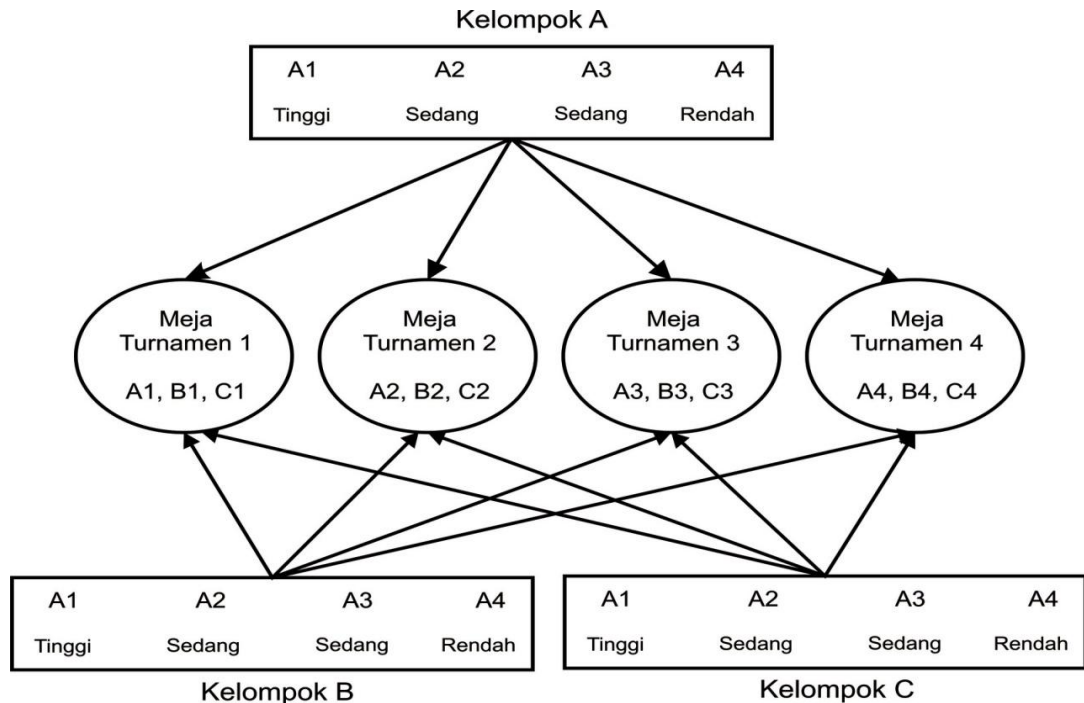 Kelompok A
A1 A2 A3 A4
Tinggi Sedang Sedang Rendah
Meja
Turnamen 1
A1, B1, C1
Meja
Turnamen 2
A2, B2, C2
Meja
Turnamen 3
A3, B3, C3
Meja
Turnamen 4
A4, B4, C4
A1 A2 A3 A4
Tinggi Sedang Sedang Rendah
Kelompok B
A1 A2 A3 A4
Tinggi Sedang Sedang Rendah
Kelompok C